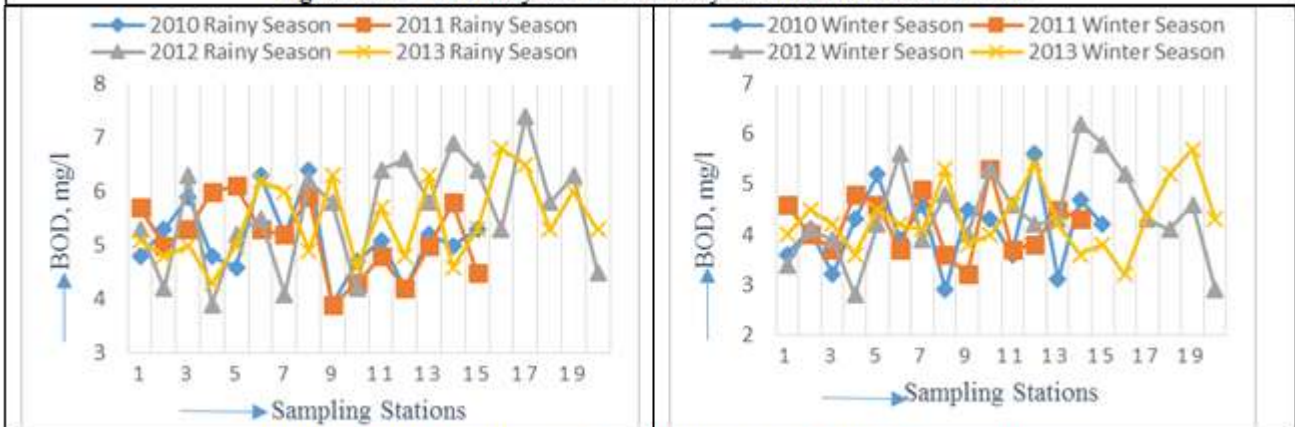 2010 Rainy Season 2011 Rainy Season
2012 Rainy Season 2013 Rainy Season
8
7
6
5
4
3
BOD, mg/l
1 3 5 7 9 11 13 15 17 19
Sampling Stations
2010 Winter Season 2011 Winter Season
2012 Winter Season 2013 Winter Season
7
6
5
4
3
2
BOD, mg/l
1 3 5 7 9 11 13 15 17 19
Sampling Stations